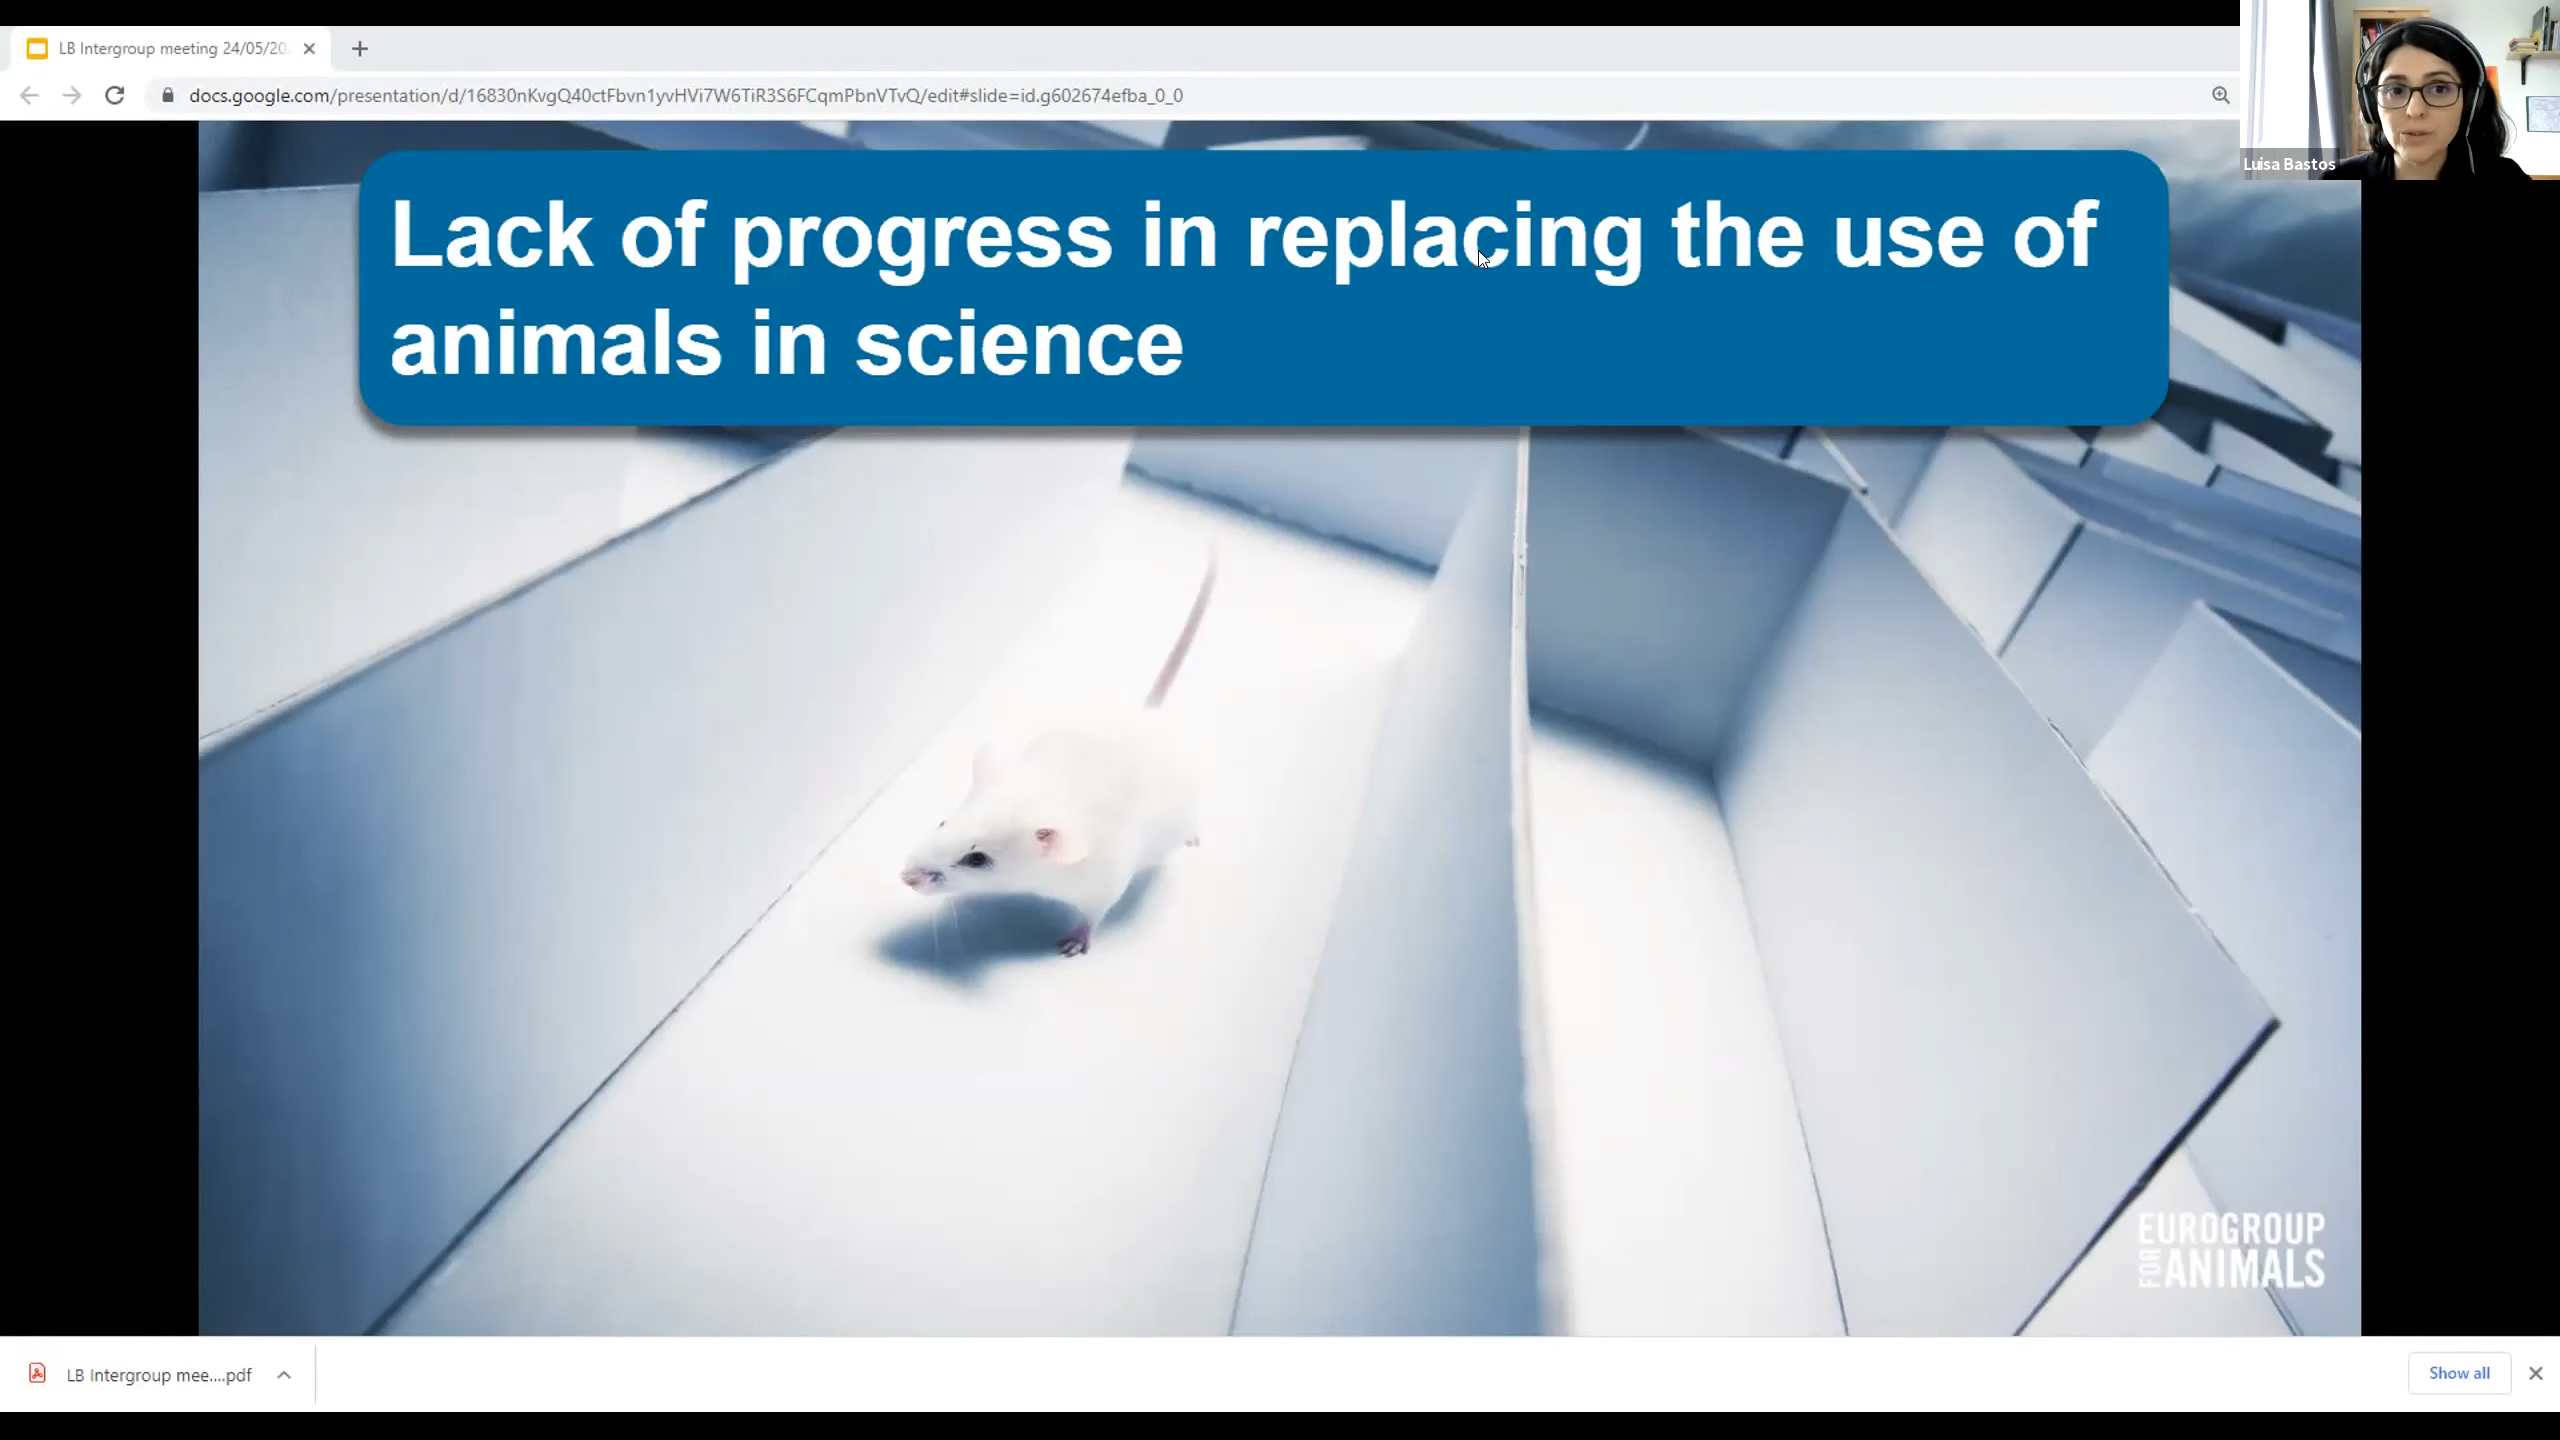 LB Intergroup meeting 24/05/20
docs.google.com/presentation/d/16830nKvgQ40ctFbvn1yvHVi7W6TiR3S6FCqmPbnVTvQ/edit#slide=id.g602674efba_0_0
Luisa Bastos
Lack of progress in replacing the use of
animals in science
EUROGROUP
FOR ANIMALS
LB Intergroup mee....pdf
Show all